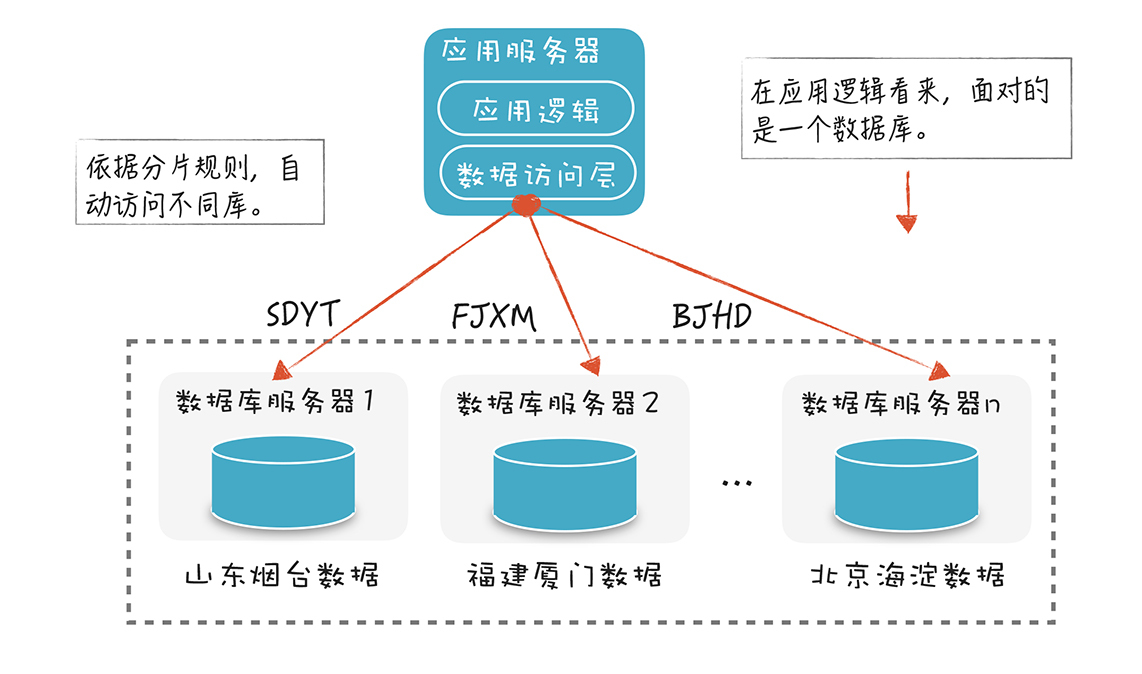 应用服务器
应用逻辑
数据访问层
在应用逻辑看来，面对的
是一个数据库。
依据分片规则，自
动访问不同库。
SDYT
FJXM
BJHD
数据库服务器1
数据库服务器2
数据库服务器n
...
山东烟台数据
福建厦门数据
北京海淀数据